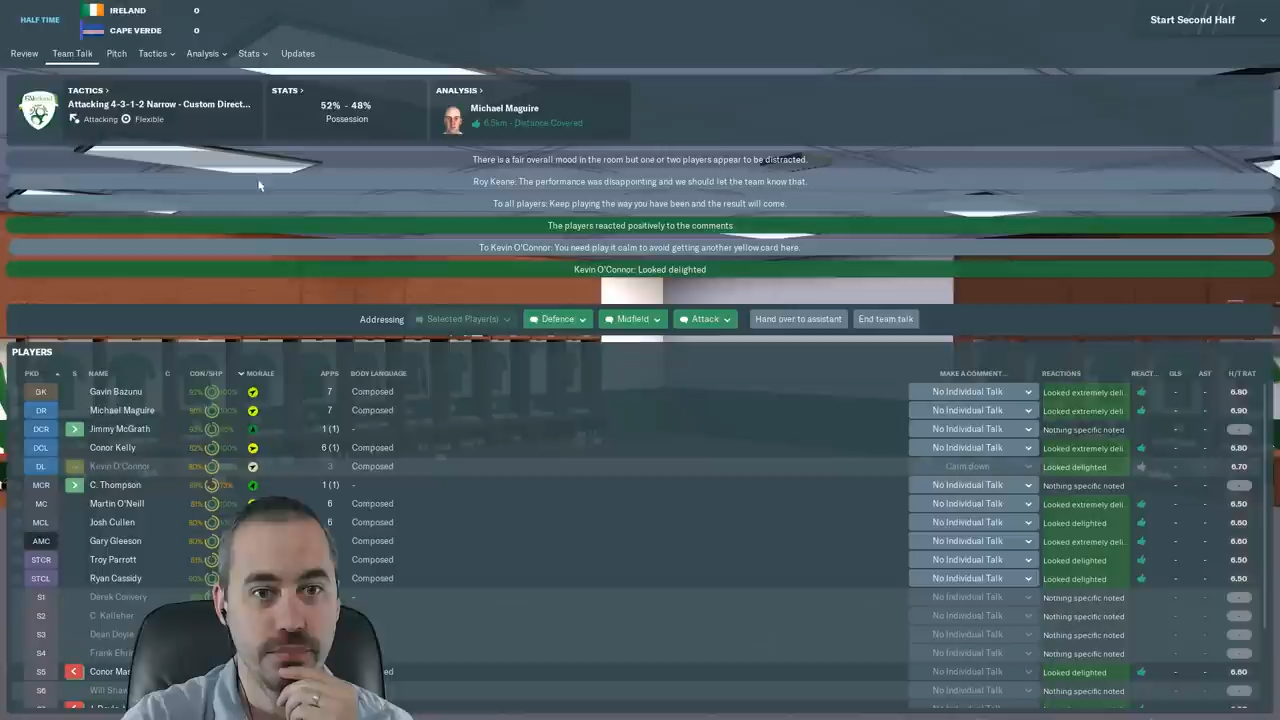 HALF TIME
IRELAND 0
CAPE VERDE 0
Start Second Half
Review Team Talk Pitch Tactics Analysis Stats Updates
TACTICS >
Attacking 4-3-1-2 Narrow - Custom Direct...
Attacking Flexible
STATS >
52% - 48%
Possession
ANALYSIS >
Michael Maguire
6.5km - Distance Covered
There is a fair overall mood in the room but one or two players appear to be distracted.
Roy Keane: The performance was disappointing and we should let the team know that.
To all players: Keep playing the way you have been and the result will come.
The players reacted positively to the comments
To Kevin O'Connor: You need play it calm to avoid getting another yellow card here.
Kevin O'Connor: Looked delighted
Addressing Selected Player(s) Defence Midfield Attack Hand over to assistant End team talk
PLAYERS
PKD S NAME C CON/SHP MORALE APPS BODY LANGUAGE MAKE A COMMENT... REACTIONS REACT... GLS AST H/T RAT
GK Gavin Bazunu 7 Composed No Individual Talk Looked extremely deli... - - 6.80
DR Michael Maguire 7 Composed No Individual Talk Looked extremely deli... - - 6.90
DCR Jimmy McGrath 1 (1) - No Individual Talk Nothing specific noted - - -
DCL Conor Kelly 6 (1) Composed No Individual Talk Looked extremely deli... - - 6.80
DL Kevin O'Connor 80% 3 Composed Calm down Looked delighted - - 6.70
MCR C. Thompson 1 (1) - No Individual Talk Nothing specific noted - - -
MC Martin O'Neill 81% 6 Composed No Individual Talk Looked extremely deli... - - 6.50
MCL Josh Cullen 80% 6 Composed No Individual Talk Looked delighted - - 6.60
AMC Gary Gleeson 80% Composed No Individual Talk Looked extremely deli... - - 6.60
STCR Troy Parrott 81% Composed No Individual Talk Looked delighted - - 6.50
STCL Ryan Cassidy Composed No Individual Talk Looked delighted - - 6.50
S1 Derek Convery - No Individual Talk Nothing specific noted - - -
S2 C. Kelleher No Individual Talk Nothing specific noted - - -
S3 Dean Doyle No Individual Talk Nothing specific noted - - -
S4 Frank No Individual Talk Nothing specific noted - - -
S5 Conor No Individual Talk Looked delighted - - 6.60
S6 Will No Individual Talk Nothing specific noted - - -